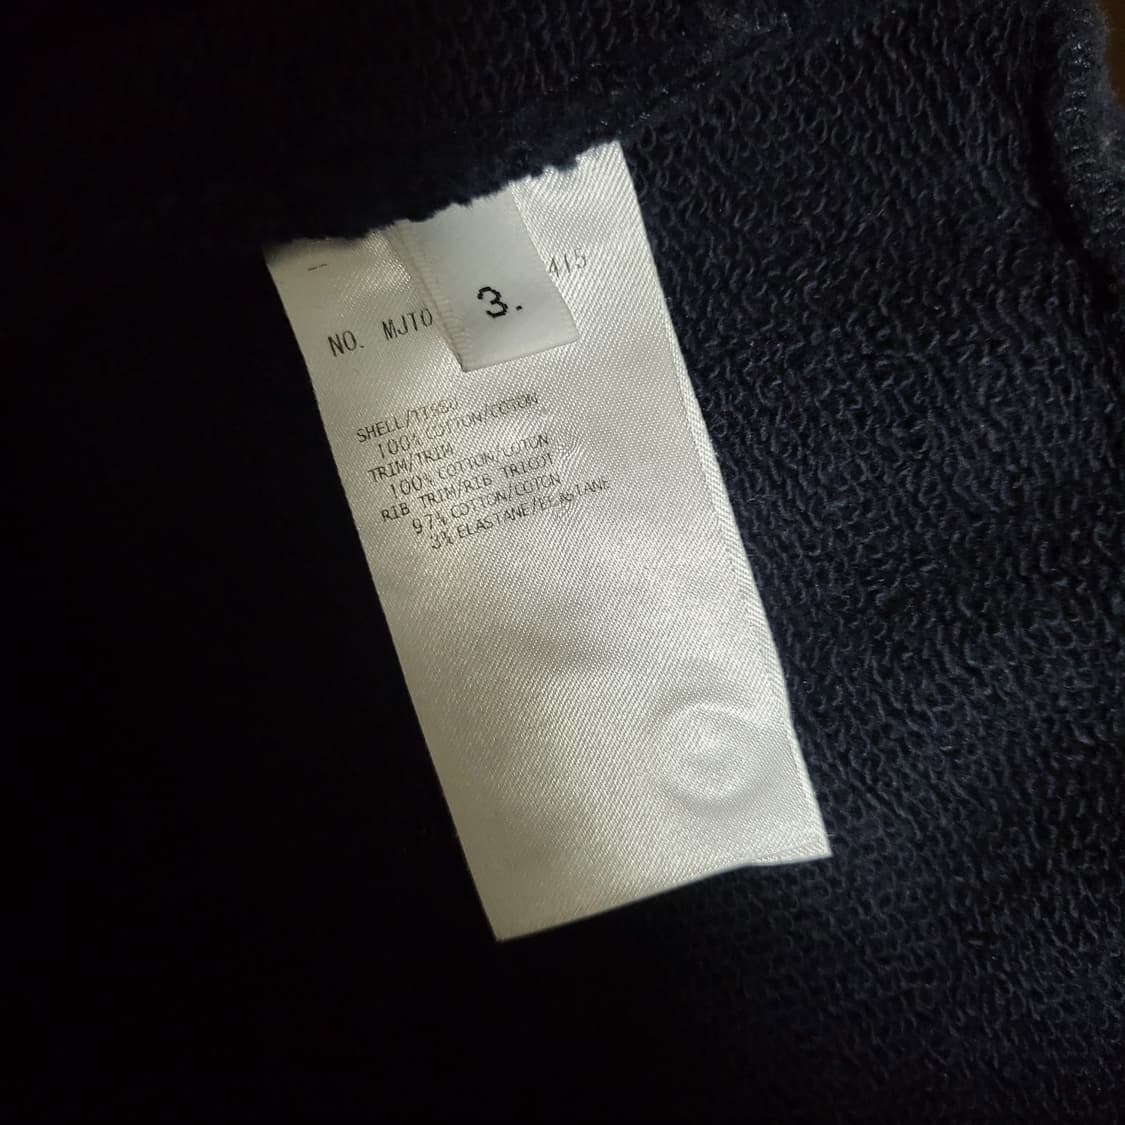 -- 415
3.
NO. MJT0
SHELL/TISSU
100% COTTON/COTON
TRIM/TRIM
100% COTTON/COTON
RIB TRIM/RIB TRICOT
97% COTTON/COTON
3% ELASTANE/ELASTANE